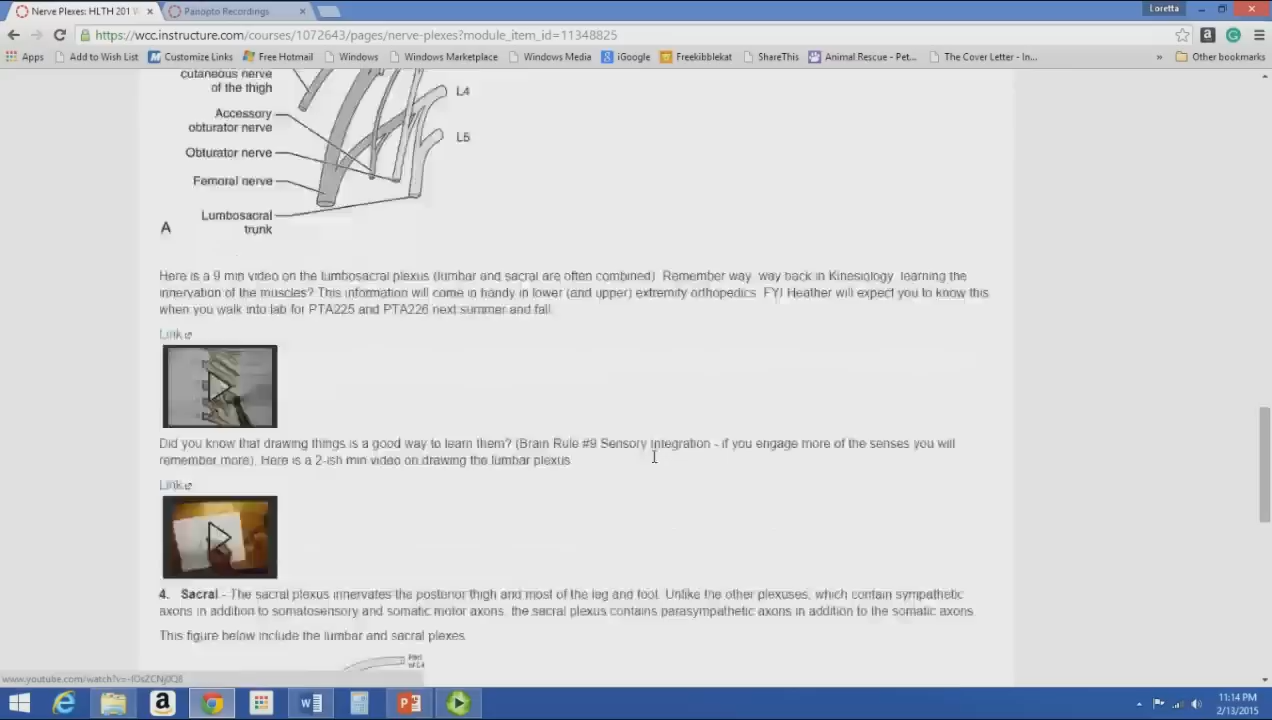 Nerve Plexes: HLTH 201 W
Panopto Recordings
Loretta
https://wcc.instructure.com/courses/1072643/pages/nerve-plexes?module_item_id=11348825
Apps Add to Wish List Customize Links Free Hotmail Windows Windows Marketplace Windows Media iGoogle Freekibblekat ShareThis Animal Rescue - Pet... The Cover Letter - In... » Other bookmarks
cutaneous nerve
of the thigh
L4
Accessory
obturator nerve
L5
Obturator nerve
Femoral nerve
Lumbosacral
trunk
A
Here is a 9 min video on the lumbosacral plexus (lumbar and sacral are often combined). Remember way, way back in Kinesiology, learning the
innervation of the muscles? This information will come in handy in lower (and upper) extremity orthopedics. FYI Heather will expect you to know this
when you walk into lab for PTA225 and PTA226 next summer and fall.
Link
Did you know that drawing things is a good way to learn them? (Brain Rule #9 Sensory Integration - if you engage more of the senses you will
remember more). Here is a 2-ish min video on drawing the lumbar plexus.
Link
4. Sacral - The sacral plexus innervates the posterior thigh and most of the leg and foot. Unlike the other plexuses, which contain sympathetic
axons in addition to somatosensory and somatic motor axons, the sacral plexus contains parasympathetic axons in addition to the somatic axons.
This figure below include the lumbar and sacral plexes.
of L4
11:14 PM
2/13/2015